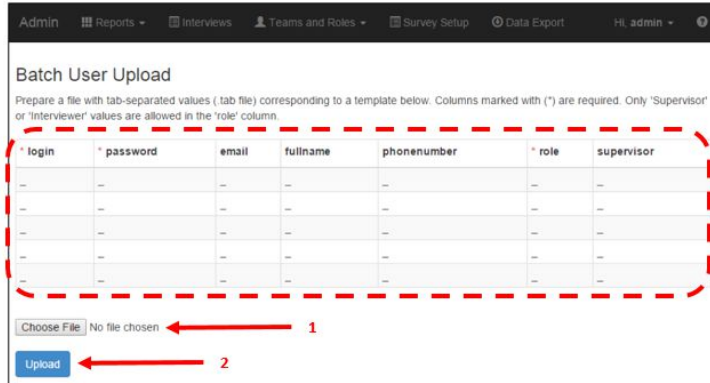 Admin Reports Interviews Teams and Roles Survey Setup Data Export Hi, admin ?
Batch User Upload
Prepare a file with tab-separated values (.tab file) corresponding to a template below. Columns marked with (*) are required. Only 'Supervisor'
or 'Interviewer' values are allowed in the 'role' column.
* login * password email fullname phonenumber * role supervisor
– – – – – – –
– – – – – – –
– – – – – – –
– – – – – – –
– – – – – – –
Choose File No file chosen 1
Upload 2